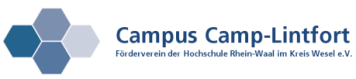 Campus Camp-Lintfort
Förderverein der Hochschule Rhein-Waal im Kreis Wesel e.V.